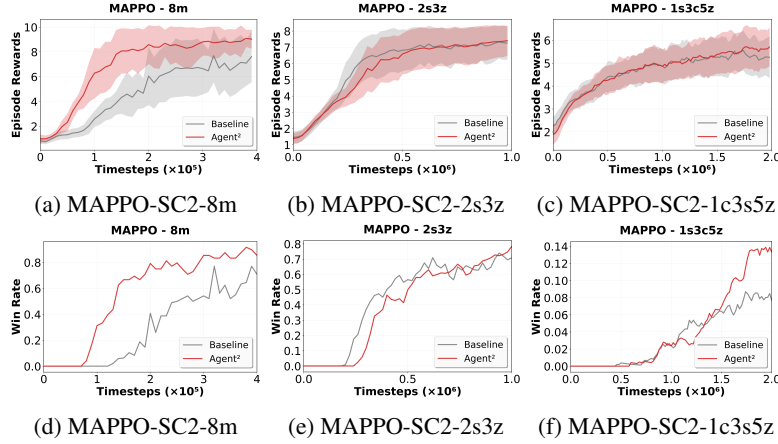 MAPPO - 8m
MAPPO - 2s3z
MAPPO - 1s3c5z
Episode Rewards
10
8
6
4
2
0
1
2
3
4
Baseline
Agent²
Timesteps (×10⁵)
Episode Rewards
8
7
6
5
4
3
2
1
0.0
0.5
1.0
Baseline
Agent²
Timesteps (×10⁶)
Episode Rewards
6
5
4
3
2
0.0
0.5
1.0
1.5
2.0
Baseline
Agent²
Timesteps (×10⁶)
(a) MAPPO-SC2-8m
(b) MAPPO-SC2-2s3z
(c) MAPPO-SC2-1c3s5z
MAPPO - 8m
MAPPO - 2s3z
MAPPO - 1s3c5z
Win Rate
0.8
0.6
0.4
0.2
0.0
0
1
2
3
4
Baseline
Agent²
Timesteps (×10⁵)
Win Rate
0.8
0.7
0.6
0.5
0.4
0.3
0.2
0.1
0.0
0.0
0.5
1.0
Baseline
Agent²
Timesteps (×10⁶)
Win Rate
0.14
0.12
0.10
0.08
0.06
0.04
0.02
0.00
0.0
0.5
1.0
1.5
2.0
Baseline
Agent²
Timesteps (×10⁶)
(d) MAPPO-SC2-8m
(e) MAPPO-SC2-2s3z
(f) MAPPO-SC2-1c3s5z